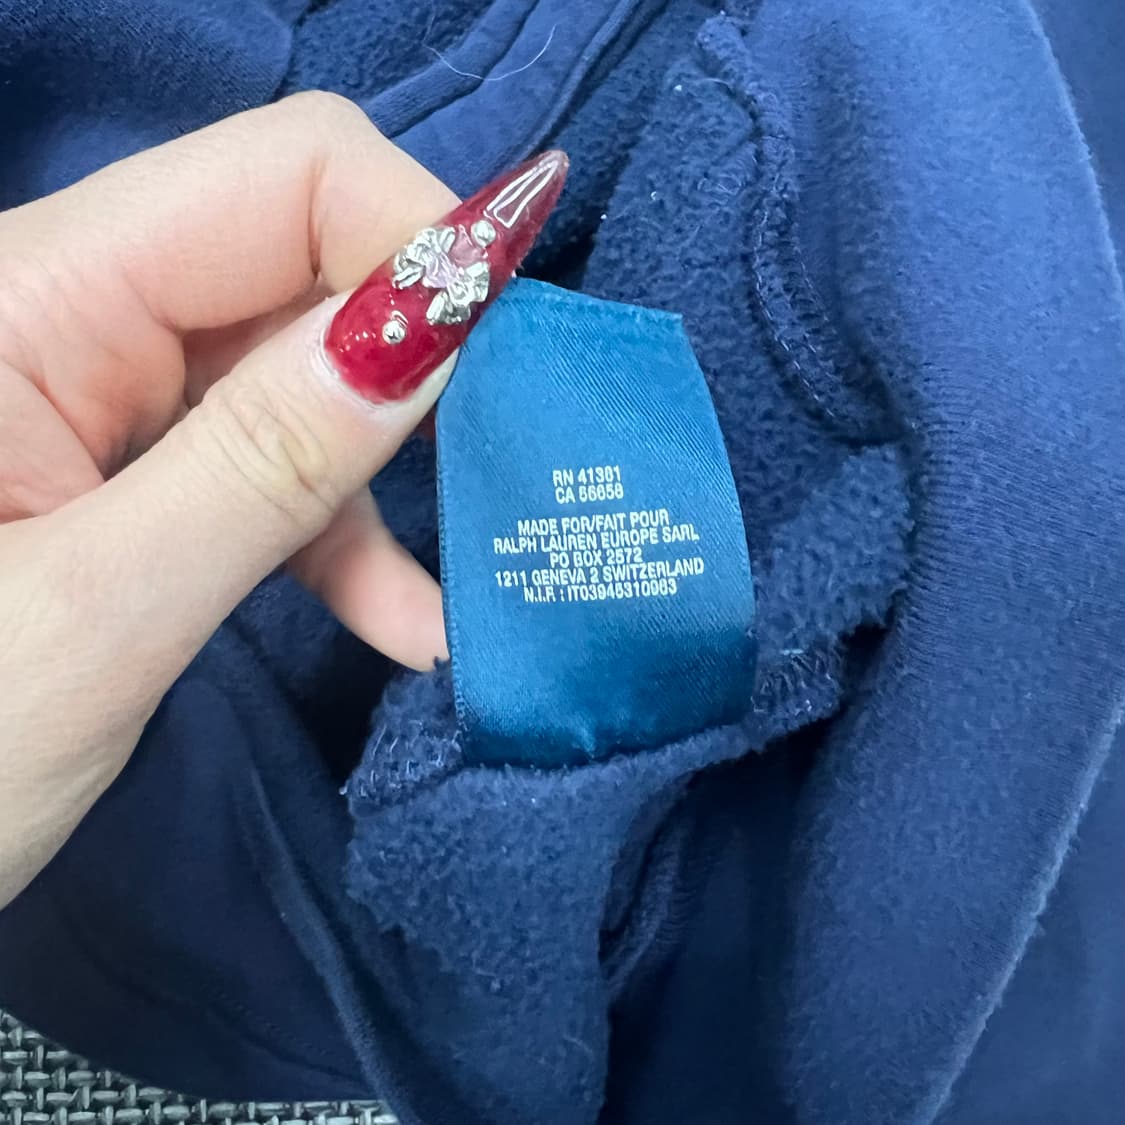 RN 41381
CA 56658
MADE FOR/FAIT POUR
RALPH LAUREN EUROPE SARL
PO BOX 2572
1211 GENEVA 2 SWITZERLAND
N.I.F. : IT03945310963